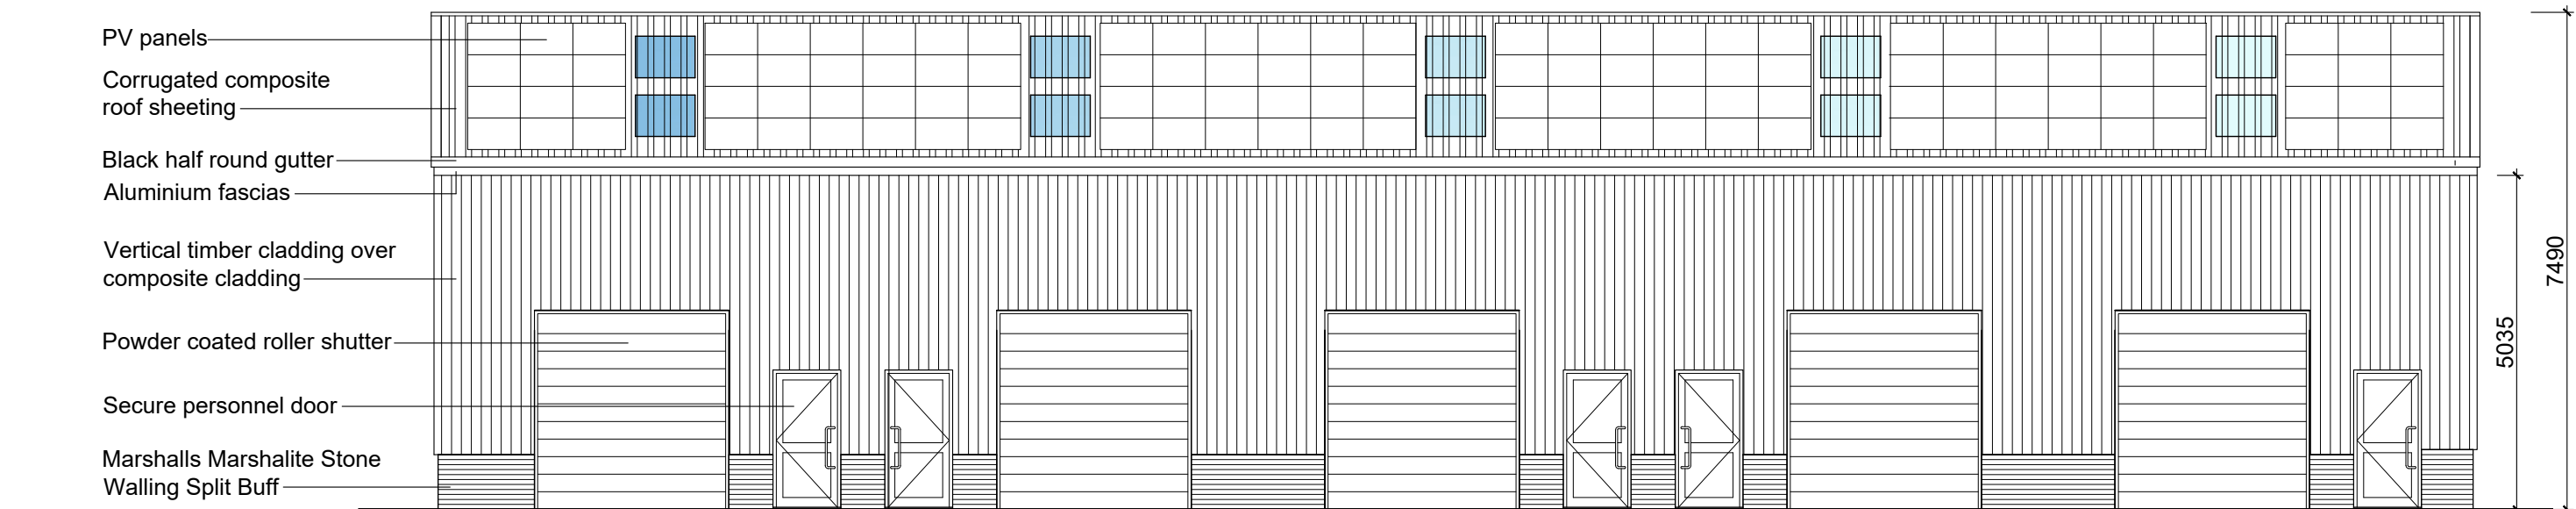 PV panels
Corrugated composite
roof sheeting
Black half round gutter
Aluminium fascias
Vertical timber cladding over
composite cladding
Powder coated roller shutter
Secure personnel door
Marshalls Marshalite Stone
Walling Split Buff
5035
7490